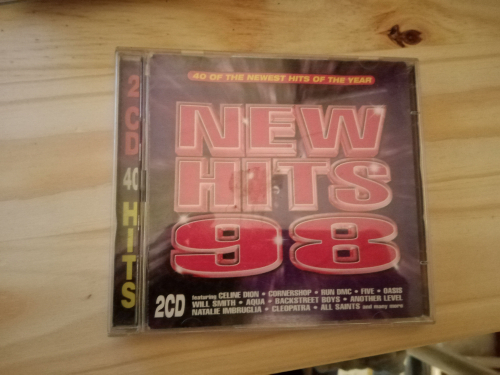 2 CD 40 HITS
40 OF THE NEWEST HITS OF THE YEAR
NEW
HITS
98
2CD
featuring CELINE DION • CORNERSHOP • RUN DMC • FIVE • OASIS
WILL SMITH • AQUA • BACKSTREET BOYS • ANOTHER LEVEL
NATALIE IMBRUGLIA • CLEOPATRA • ALL SAINTS and many more